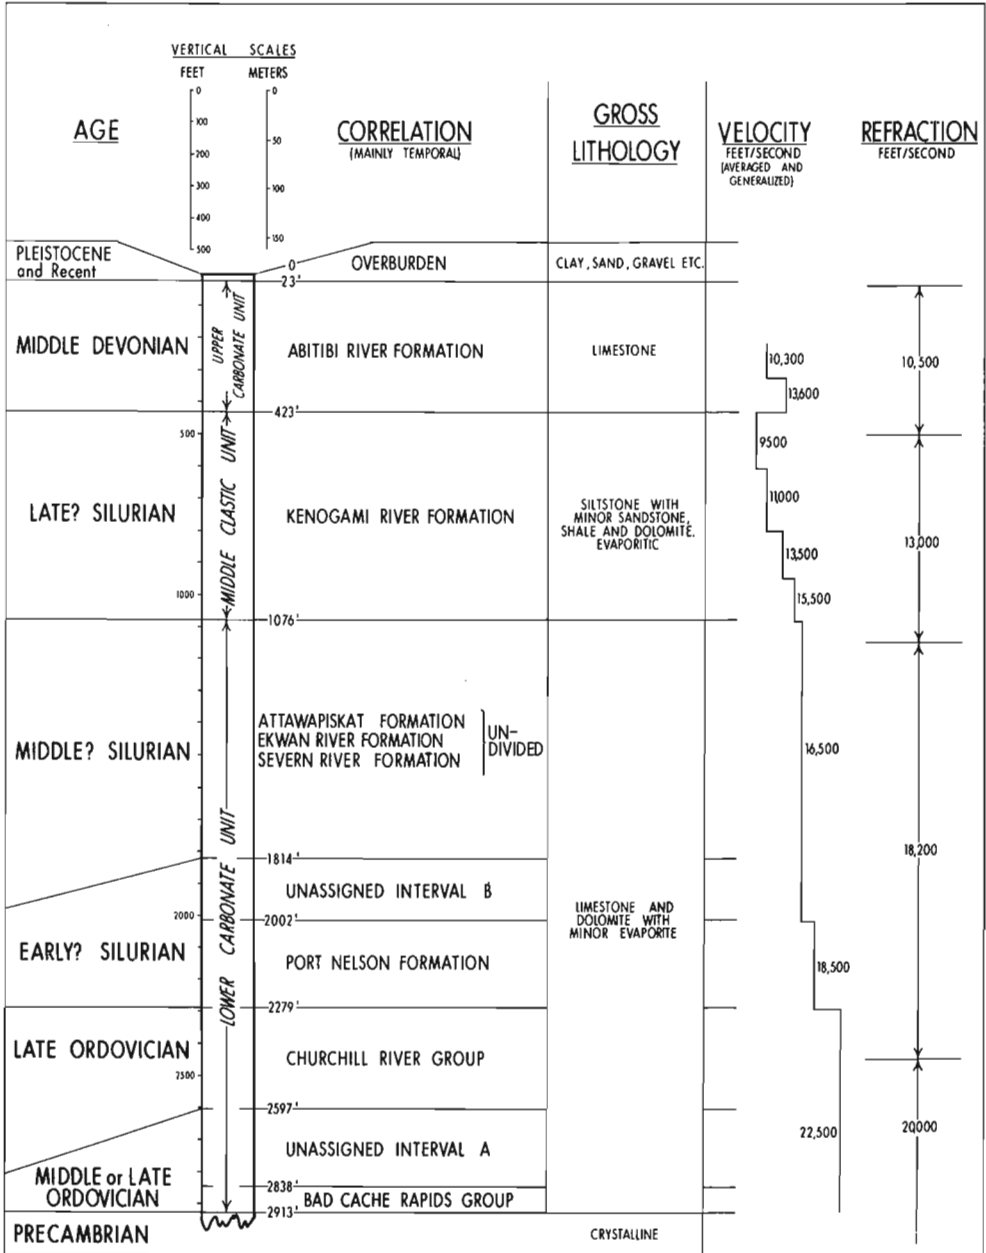 VERTICAL SCALES
FEET METERS
0
100
200
300
400
500
0
50
100
150
AGE
CORRELATION
(MAINLY TEMPORAL)
GROSS
LITHOLOGY
VELOCITY
FEET/SECOND
(AVERAGED AND
GENERALIZED)
REFRACTION
FEET/SECOND
PLEISTOCENE
and Recent
0
OVERBURDEN
CLAY, SAND, GRAVEL ETC.
23'
MIDDLE DEVONIAN
UPPER
CARBONATE UNIT
ABITIBI RIVER FORMATION
LIMESTONE
10,300
13,600
10,500
423'
500
LATE? SILURIAN
MIDDLE CLASTIC UNIT
KENOGAMI RIVER FORMATION
SILTSTONE WITH
MINOR SANDSTONE,
SHALE AND DOLOMITE.
EVAPORITIC
9500
11,000
13,500
15,500
13,000
1000
1076'
MIDDLE? SILURIAN
LOWER CARBONATE UNIT
ATTAWAPISKAT FORMATION
EKWAN RIVER FORMATION
SEVERN RIVER FORMATION
UN-
DIVIDED
16,500
18,200
1814'
UNASSIGNED INTERVAL B
LIMESTONE AND
DOLOMITE WITH
MINOR EVAPORITE
2000
2002'
EARLY? SILURIAN
PORT NELSON FORMATION
18,500
2279'
LATE ORDOVICIAN
CHURCHILL RIVER GROUP
2500
2597'
UNASSIGNED INTERVAL A
22,500
20,000
2838'
MIDDLE or LATE
ORDOVICIAN
BAD CACHE RAPIDS GROUP
2913'
PRECAMBRIAN
CRYSTALLINE